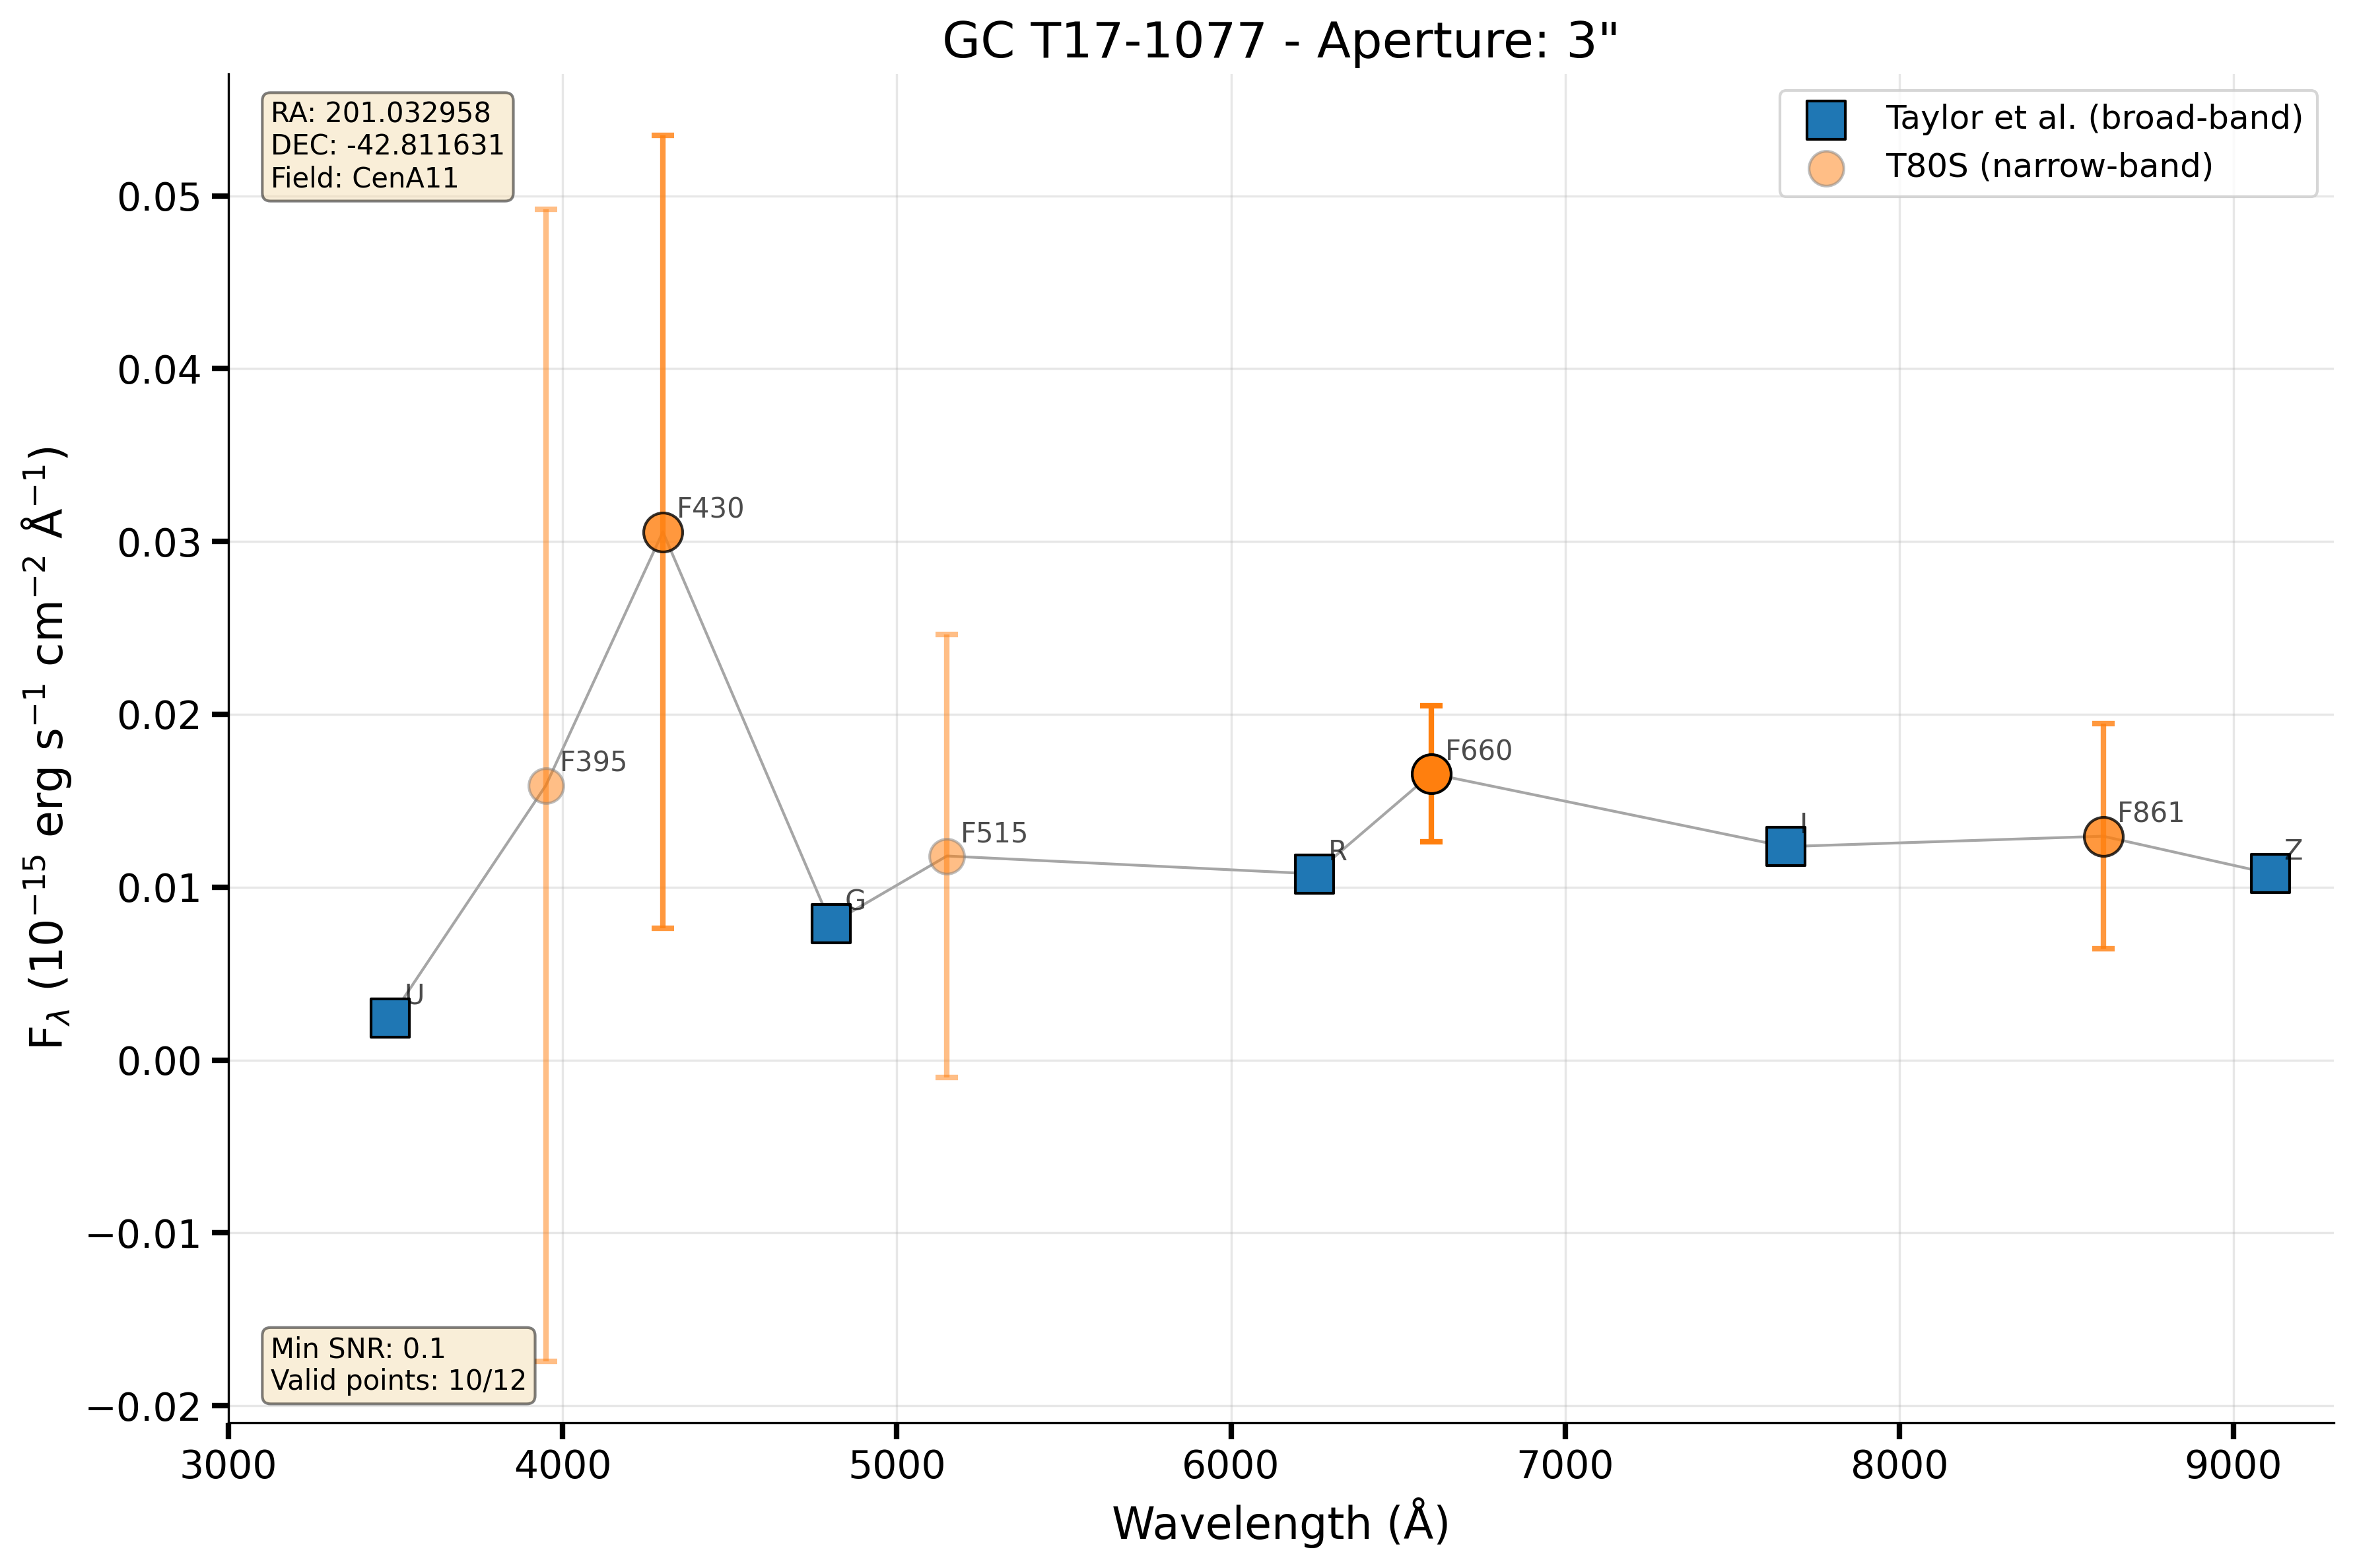 GC T17-1077 - Aperture: 3"
RA: 201.032958
DEC: -42.811631
Field: CenA11
Taylor et al. (broad-band)
T80S (narrow-band)
F_λ (10⁻¹⁵ erg s⁻¹ cm⁻² Å⁻¹)
0.05
0.04
0.03
0.02
0.01
0.00
−0.01
−0.02
U
F395
F430
G
F515
R
F660
I
F861
Z
Min SNR: 0.1
Valid points: 10/12
3000
4000
5000
6000
7000
8000
9000
Wavelength (Å)